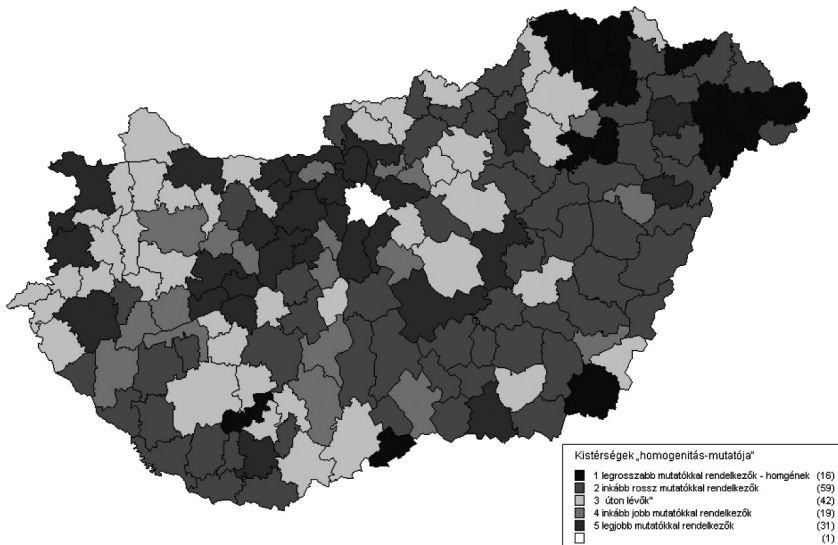 Kistérségek „homogenitás-mutatója"
1 legrosszabb mutatókkal rendelkezők - homgének (16)
2 inkább rossz mutatókkal rendelkezők (59)
3 úton lévők" (42)
4 inkább jobb mutatókkal rendelkezők (19)
5 legjobb mutatókkal rendelkezők (31)
(1)